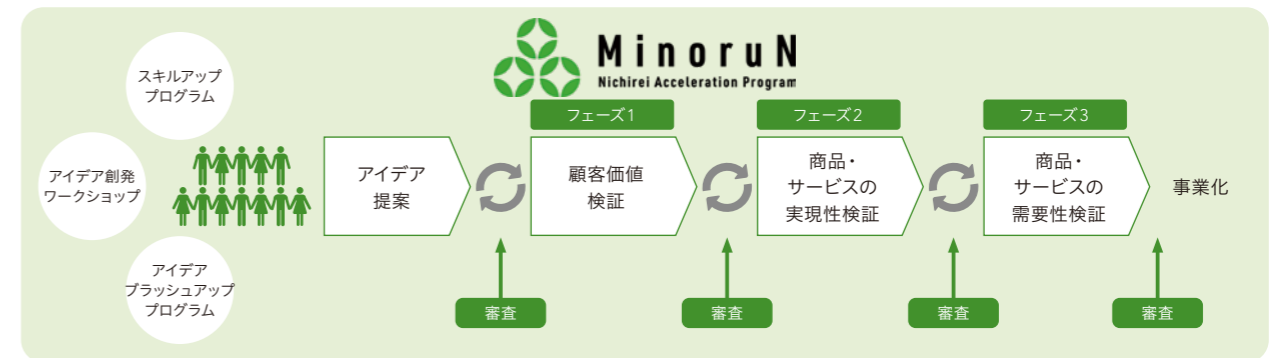 MinoruN
Nichirei Acceleration Program
スキルアップ
プログラム
アイデア創発
ワークショップ
アイデア
ブラッシュアップ
プログラム
アイデア
提案
フェーズ1
顧客価値
検証
フェーズ2
商品・
サービスの
実現性検証
フェーズ3
商品・
サービスの
需要性検証
事業化
審査
審査
審査
審査